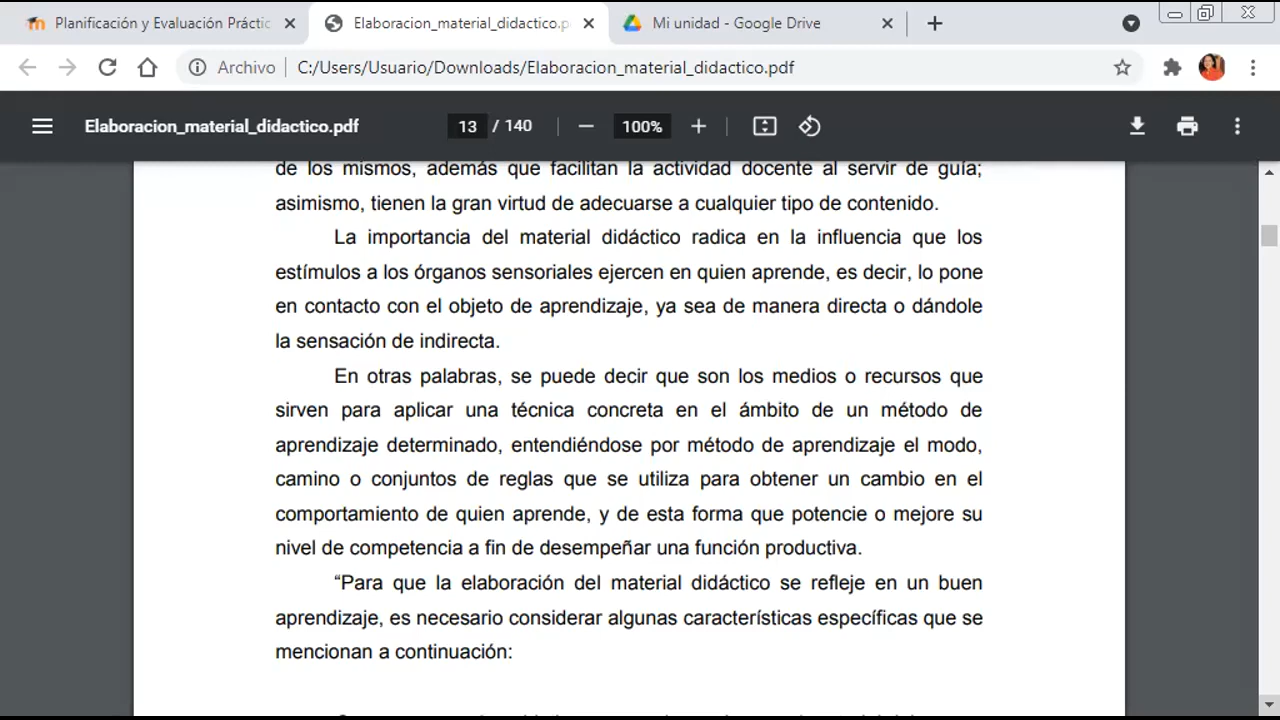 Planificación y Evaluación Práctic
Elaboracion_material_didactico.p
Mi unidad - Google Drive
Archivo
C:/Users/Usuario/Downloads/Elaboracion_material_didactico.pdf
Elaboracion_material_didactico.pdf
13 / 140
100%
de los mismos, además que facilitan la actividad docente al servir de guía;
asimismo, tienen la gran virtud de adecuarse a cualquier tipo de contenido.
La importancia del material didáctico radica en la influencia que los
estímulos a los órganos sensoriales ejercen en quien aprende, es decir, lo pone
en contacto con el objeto de aprendizaje, ya sea de manera directa o dándole
la sensación de indirecta.
En otras palabras, se puede decir que son los medios o recursos que
sirven para aplicar una técnica concreta en el ámbito de un método de
aprendizaje determinado, entendiéndose por método de aprendizaje el modo,
camino o conjuntos de reglas que se utiliza para obtener un cambio en el
comportamiento de quien aprende, y de esta forma que potencie o mejore su
nivel de competencia a fin de desempeñar una función productiva.
“Para que la elaboración del material didáctico se refleje en un buen
aprendizaje, es necesario considerar algunas características específicas que se
mencionan a continuación: